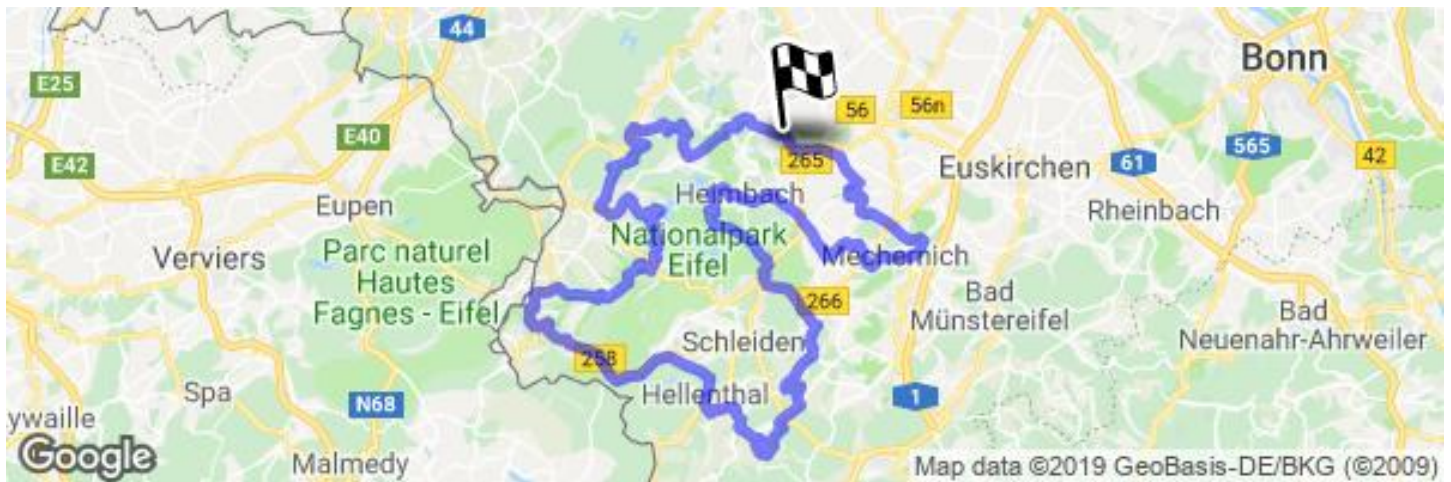 44
Bonn
E25
56
56n
E40
E42
265
Euskirchen
61
565
42
Heimbach
Eupen
Rheinbach
Nationalpark
Eifel
Verviers
Parc naturel
Hautes
Fagnes - Eifel
Mechernich
266
Bad
Münstereifel
Bad
Neuenahr-Ahrweiler
Schleiden
258
Spa
N68
Hellenthal
1
ywaille
Malmedy
Google
Map data ©2019 GeoBasis-DE/BKG (©2009)